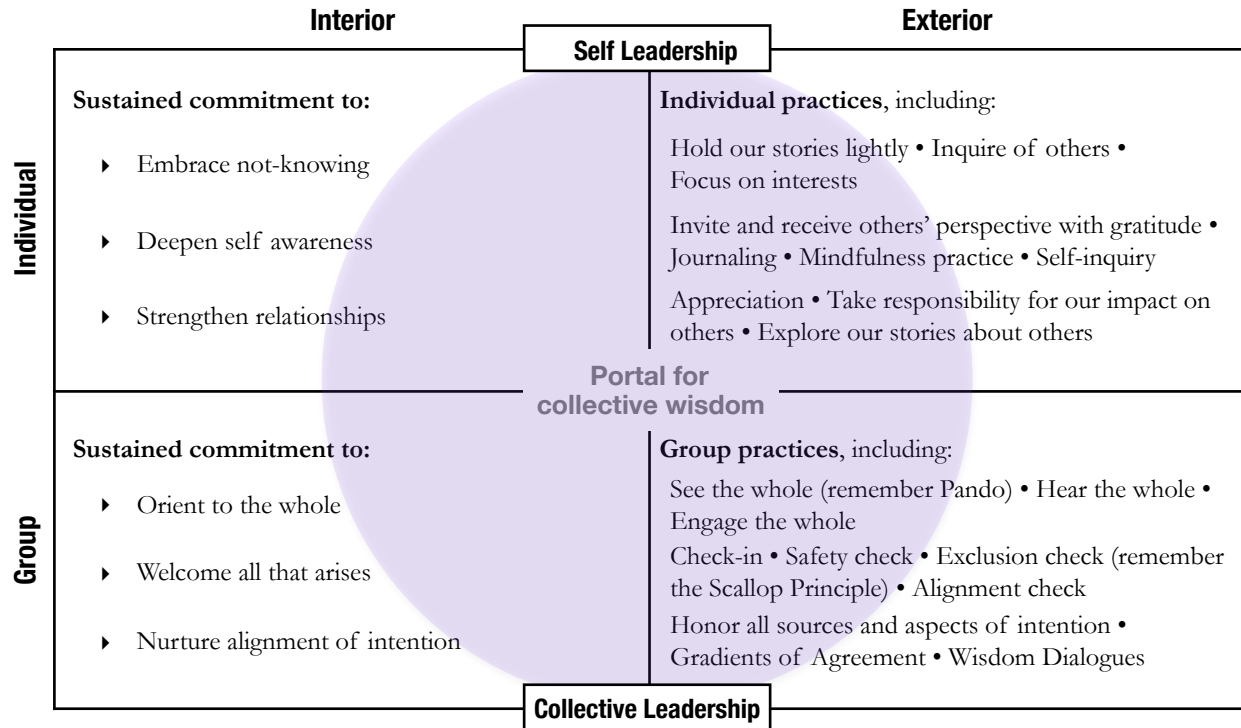 Interior
Exterior
Self Leadership
Individual
Sustained commitment to:
▸ Embrace not-knowing
▸ Deepen self awareness
▸ Strengthen relationships
Individual practices, including:
Hold our stories lightly • Inquire of others •
Focus on interests
Invite and receive others’ perspective with gratitude •
Journaling • Mindfulness practice • Self-inquiry
Appreciation • Take responsibility for our impact on
others • Explore our stories about others
Portal for
collective wisdom
Group
Sustained commitment to:
▸ Orient to the whole
▸ Welcome all that arises
▸ Nurture alignment of intention
Group practices, including:
See the whole (remember Pando) • Hear the whole •
Engage the whole
Check-in • Safety check • Exclusion check (remember
the Scallop Principle) • Alignment check
Honor all sources and aspects of intention •
Gradients of Agreement • Wisdom Dialogues
Collective Leadership